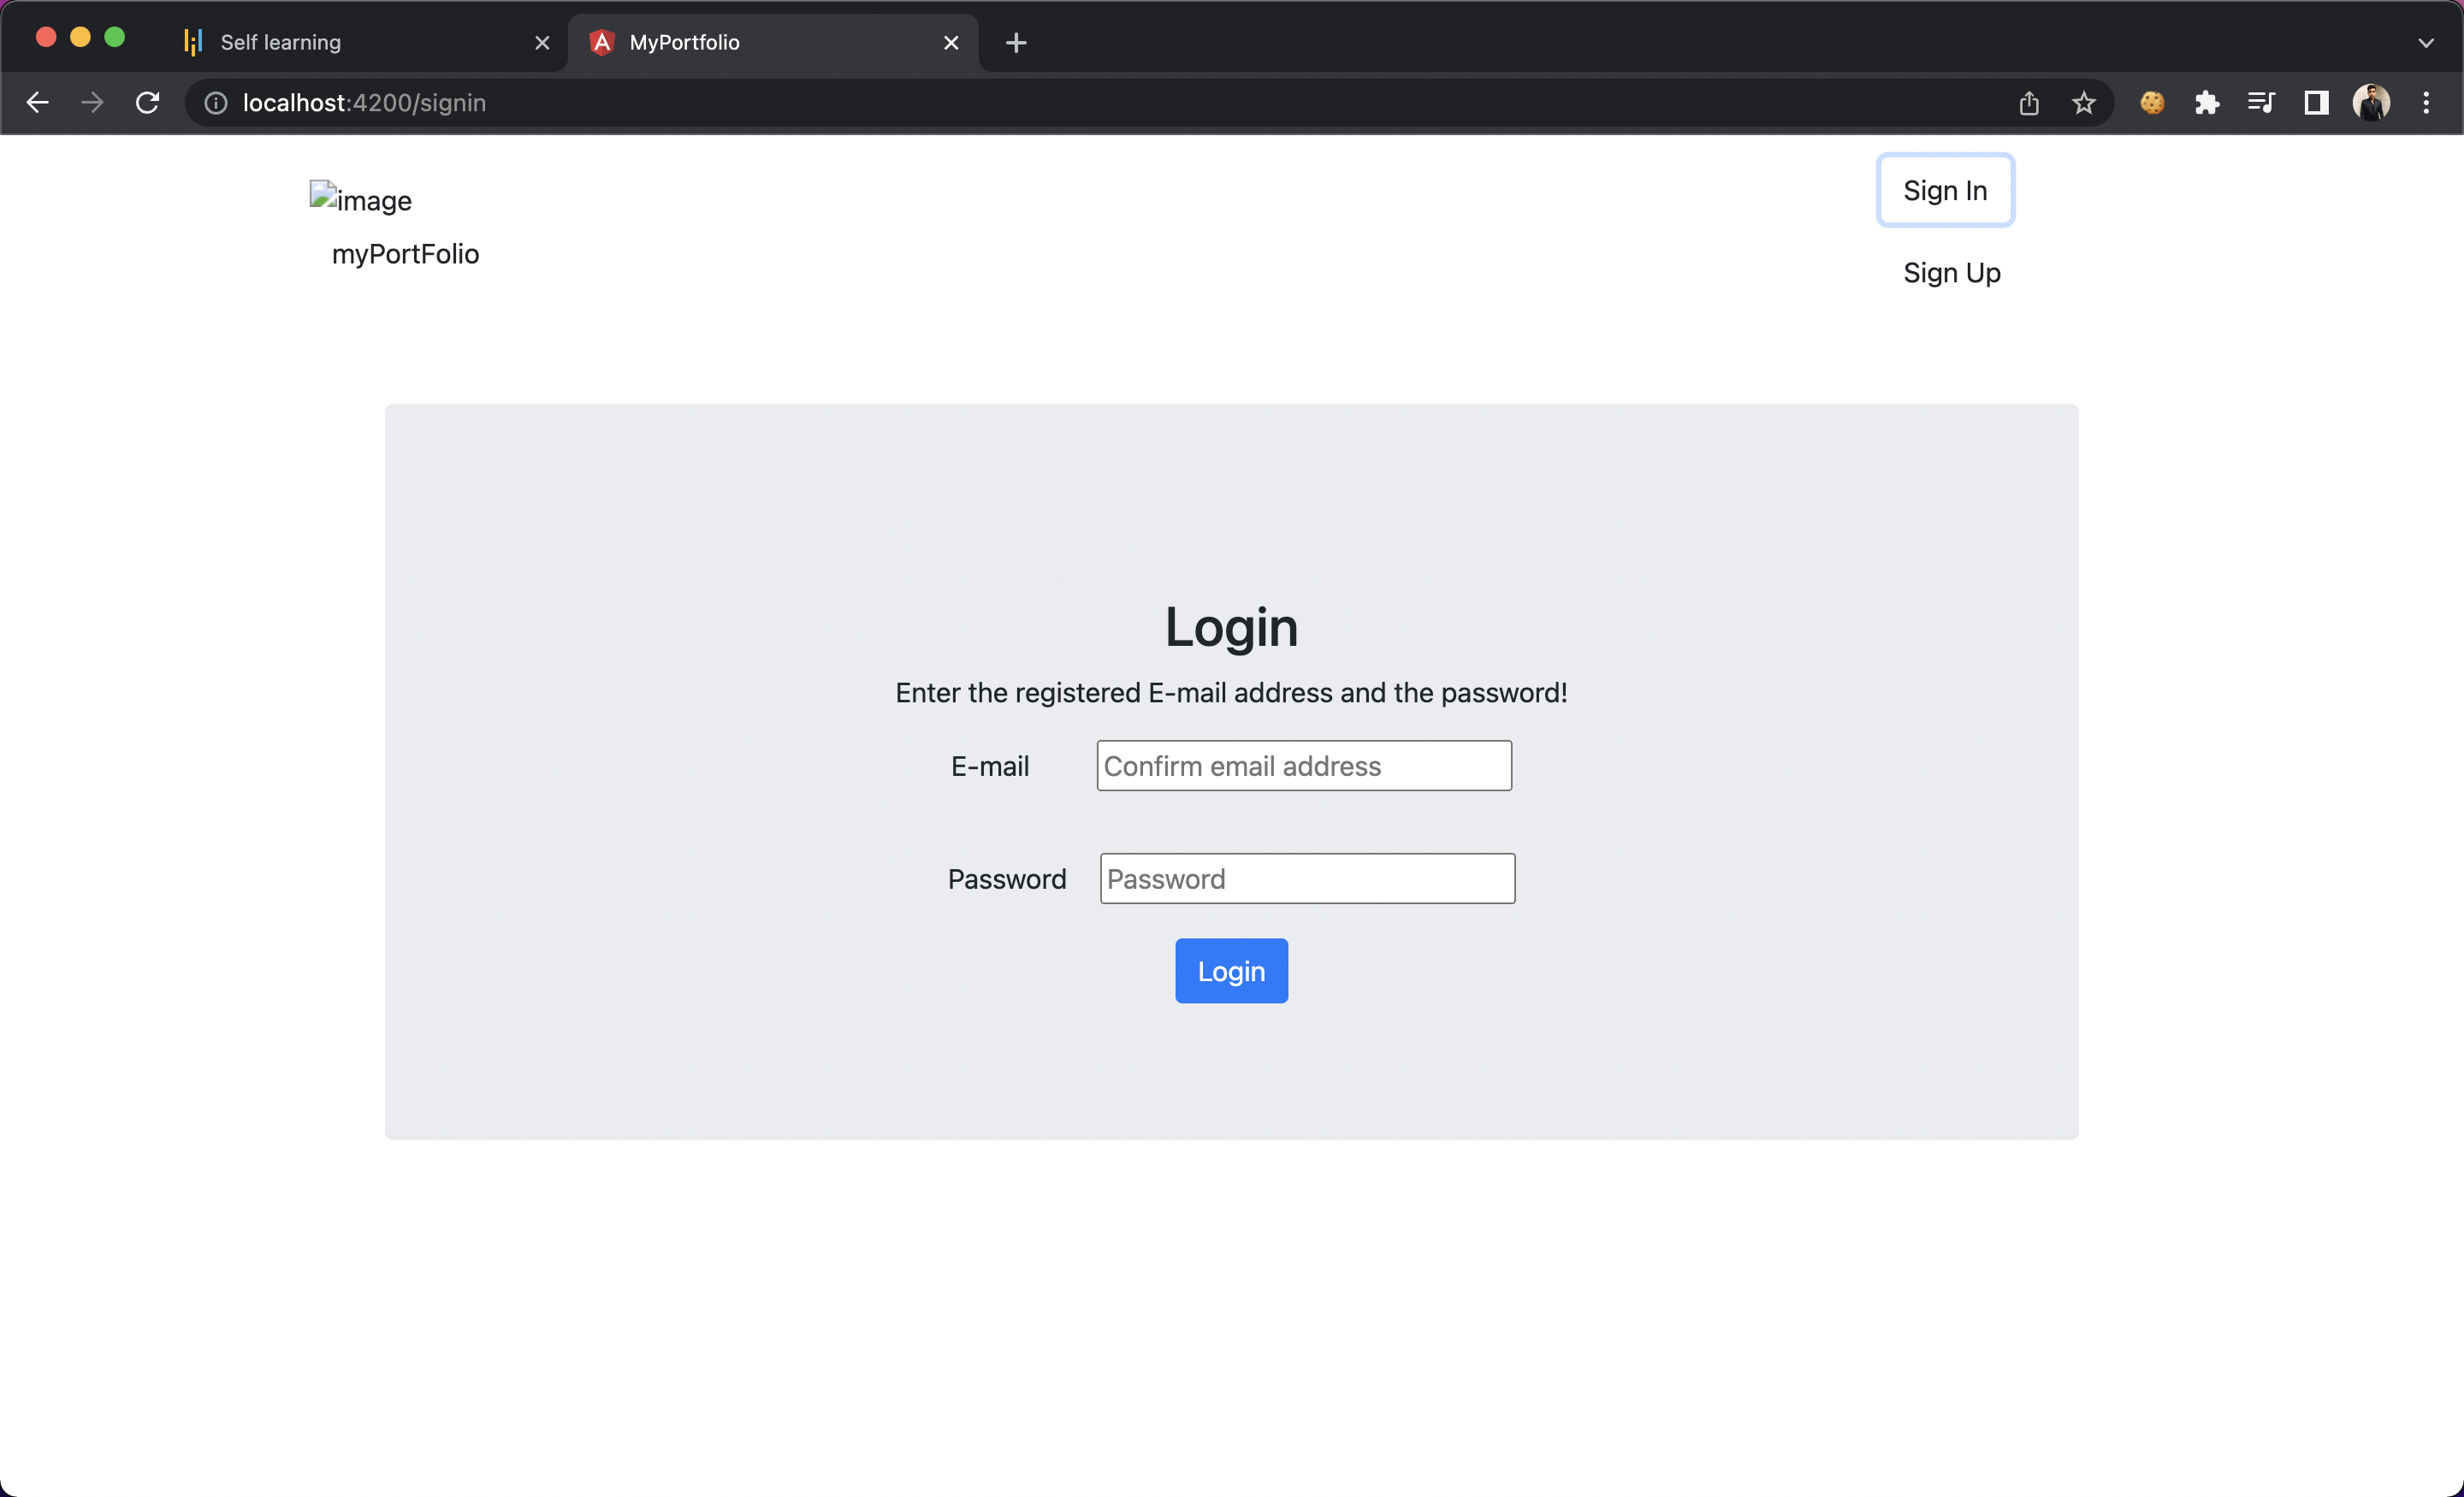 Self learning
MyPortfolio
localhost:4200/signin
image
myPortFolio
Sign In
Sign Up
Login
Enter the registered E-mail address and the password!
E-mail Confirm email address
Password Password
Login